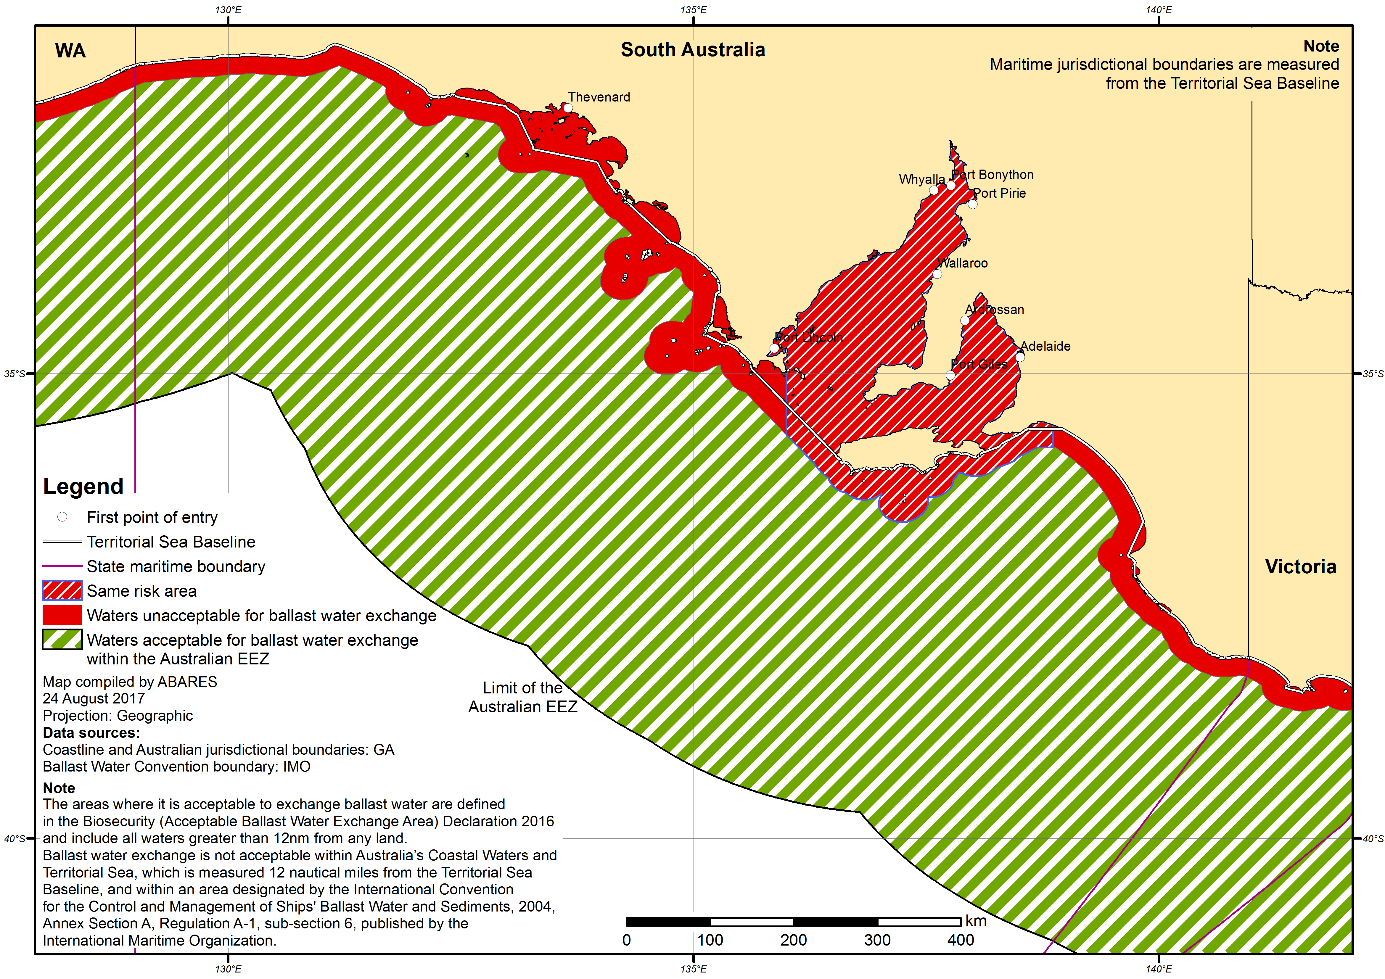 130°E
135°E
140°E
WA
South Australia
Note
Maritime jurisdictional boundaries are measured
from the Territorial Sea Baseline
Thevenard
Whyalla
Port Bonython
Port Pirie
Wallaroo
Ardrossan
Port Lincoln
Adelaide
Port Giles
35°S
35°S
Victoria
Legend
First point of entry
Territorial Sea Baseline
State maritime boundary
Same risk area
Waters unacceptable for ballast water exchange
Waters acceptable for ballast water exchange
within the Australian EEZ
Limit of the
Australian EEZ
Map compiled by ABARES
24 August 2017
Projection: Geographic
Data sources:
Coastline and Australian jurisdictional boundaries: GA
Ballast Water Convention boundary: IMO
Note
The areas where it is acceptable to exchange ballast water are defined
in the Biosecurity (Acceptable Ballast Water Exchange Area) Declaration 2016
and include all waters greater than 12nm from any land.
Ballast water exchange is not acceptable within Australia's Coastal Waters and
Territorial Sea, which is measured 12 nautical miles from the Territorial Sea
Baseline, and within an area designated by the International Convention
for the Control and Management of Ships' Ballast Water and Sediments, 2004,
Annex Section A, Regulation A-1, sub-section 6, published by the
International Maritime Organization.
40°S
40°S
km
0 100 200 300 400
130°E
135°E
140°E